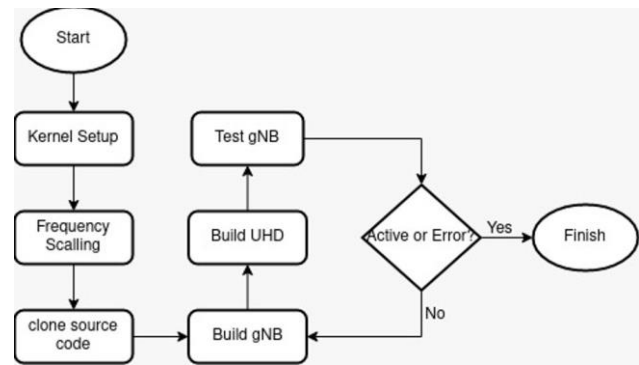 Start
Kernel Setup
Frequency
Scalling
clone source
code
Build gNB
Build UHD
Test gNB
Active or Error?
Yes
No
Finish